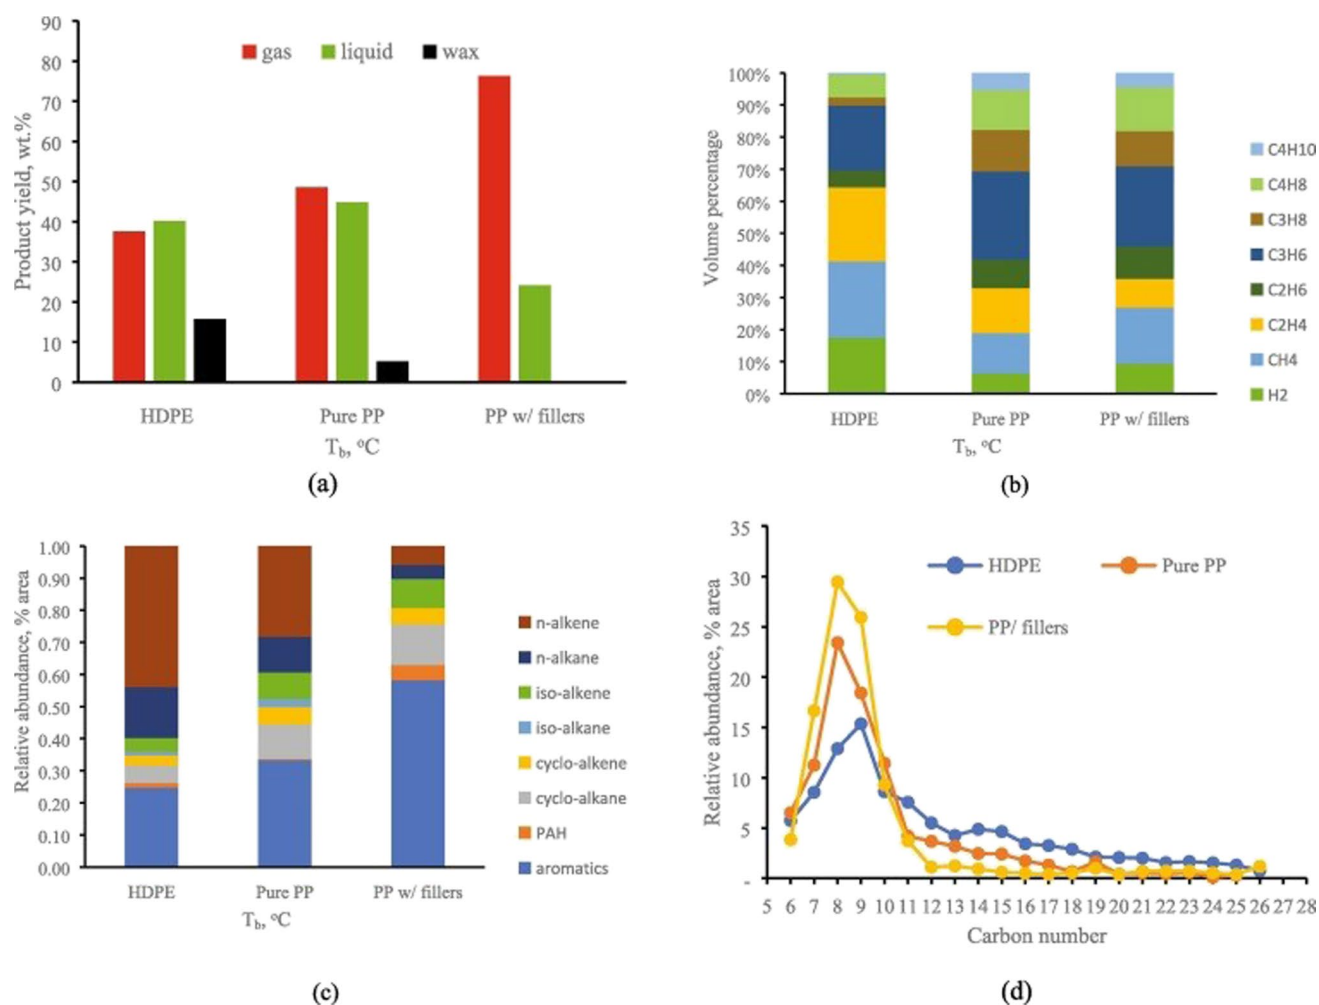 90
80
70
60
50
40
30
20
10
0
Product yield, wt.%
gas liquid wax
HDPE Pure PP PP w/ fillers
Tb, oC
(a)
100%
90%
80%
70%
60%
50%
40%
30%
20%
10%
0%
Volume percentage
C4H10
C4H8
C3H8
C3H6
C2H6
C2H4
CH4
H2
HDPE Pure PP PP w/ fillers
Tb, oC
(b)
1.00
0.90
0.80
0.70
0.60
0.50
0.40
0.30
0.20
0.10
0.00
Relative abundance, % area
n-alkene
n-alkane
iso-alkene
iso-alkane
cyclo-alkene
cyclo-alkane
PAH
aromatics
HDPE Pure PP PP w/ fillers
Tb, oC
(c)
35
30
25
20
15
10
5
-
Relative abundance, % area
HDPE Pure PP
PP/ fillers
5 6 7 8 9 10 11 12 13 14 15 16 17 18 19 20 21 22 23 24 25 26 27 28
Carbon number
(d)